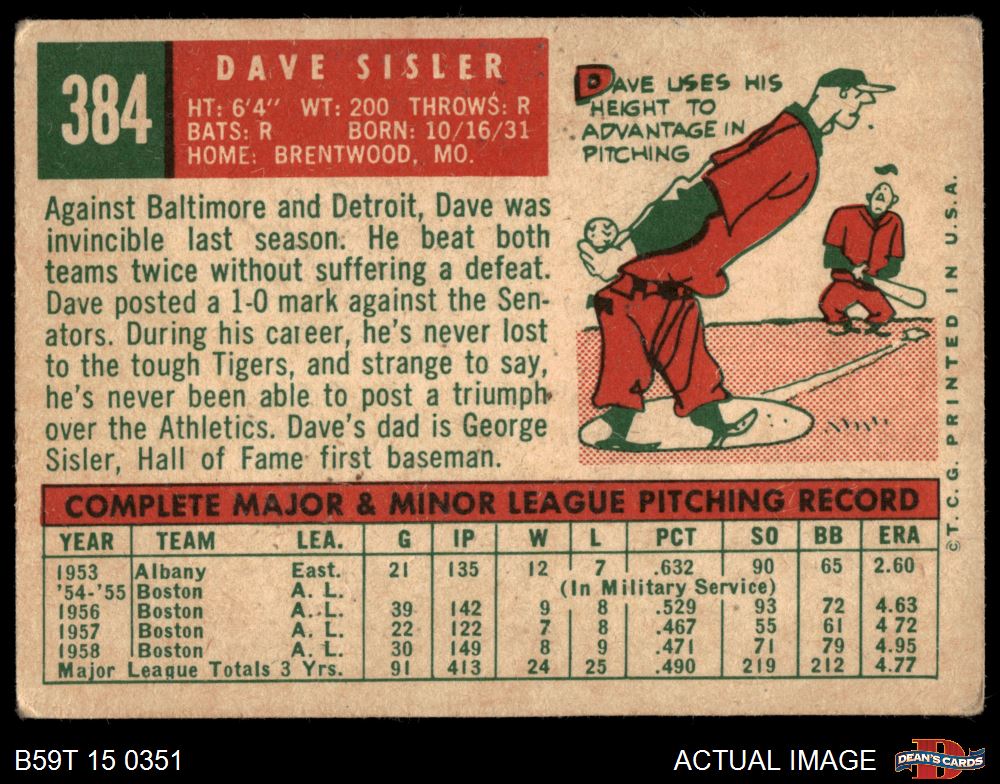 384
DAVE SISLER
HT: 6'4" WT: 200 THROWS: R
BATS: R BORN: 10/16/31
HOME: BRENTWOOD, MO.
DAVE USES HIS
HEIGHT TO
ADVANTAGE IN
PITCHING
Against Baltimore and Detroit, Dave was
invincible last season. He beat both
teams twice without suffering a defeat.
Dave posted a 1-0 mark against the Sen-
ators. During his career, he's never lost
to the tough Tigers, and strange to say,
he's never been able to post a triumph
over the Athletics. Dave's dad is George
Sisler, Hall of Fame first baseman.
©T.C.G. PRINTED IN U.S.A.
COMPLETE MAJOR & MINOR LEAGUE PITCHING RECORD
YEAR TEAM LEA. G IP W L PCT SO BB ERA
1953 Albany East. 21 135 12 7 .632 90 65 2.60
'54-'55 Boston A. L. (In Military Service)
1956 Boston A. L. 39 142 9 8 .529 93 72 4.63
1957 Boston A. L. 22 122 7 8 .467 55 61 4.72
1958 Boston A. L. 30 149 8 9 .471 71 79 4.95
Major League Totals 3 Yrs. 91 413 24 25 .490 219 212 4.77
B59T 15 0351
ACTUAL IMAGE
DEAN'S CARDS